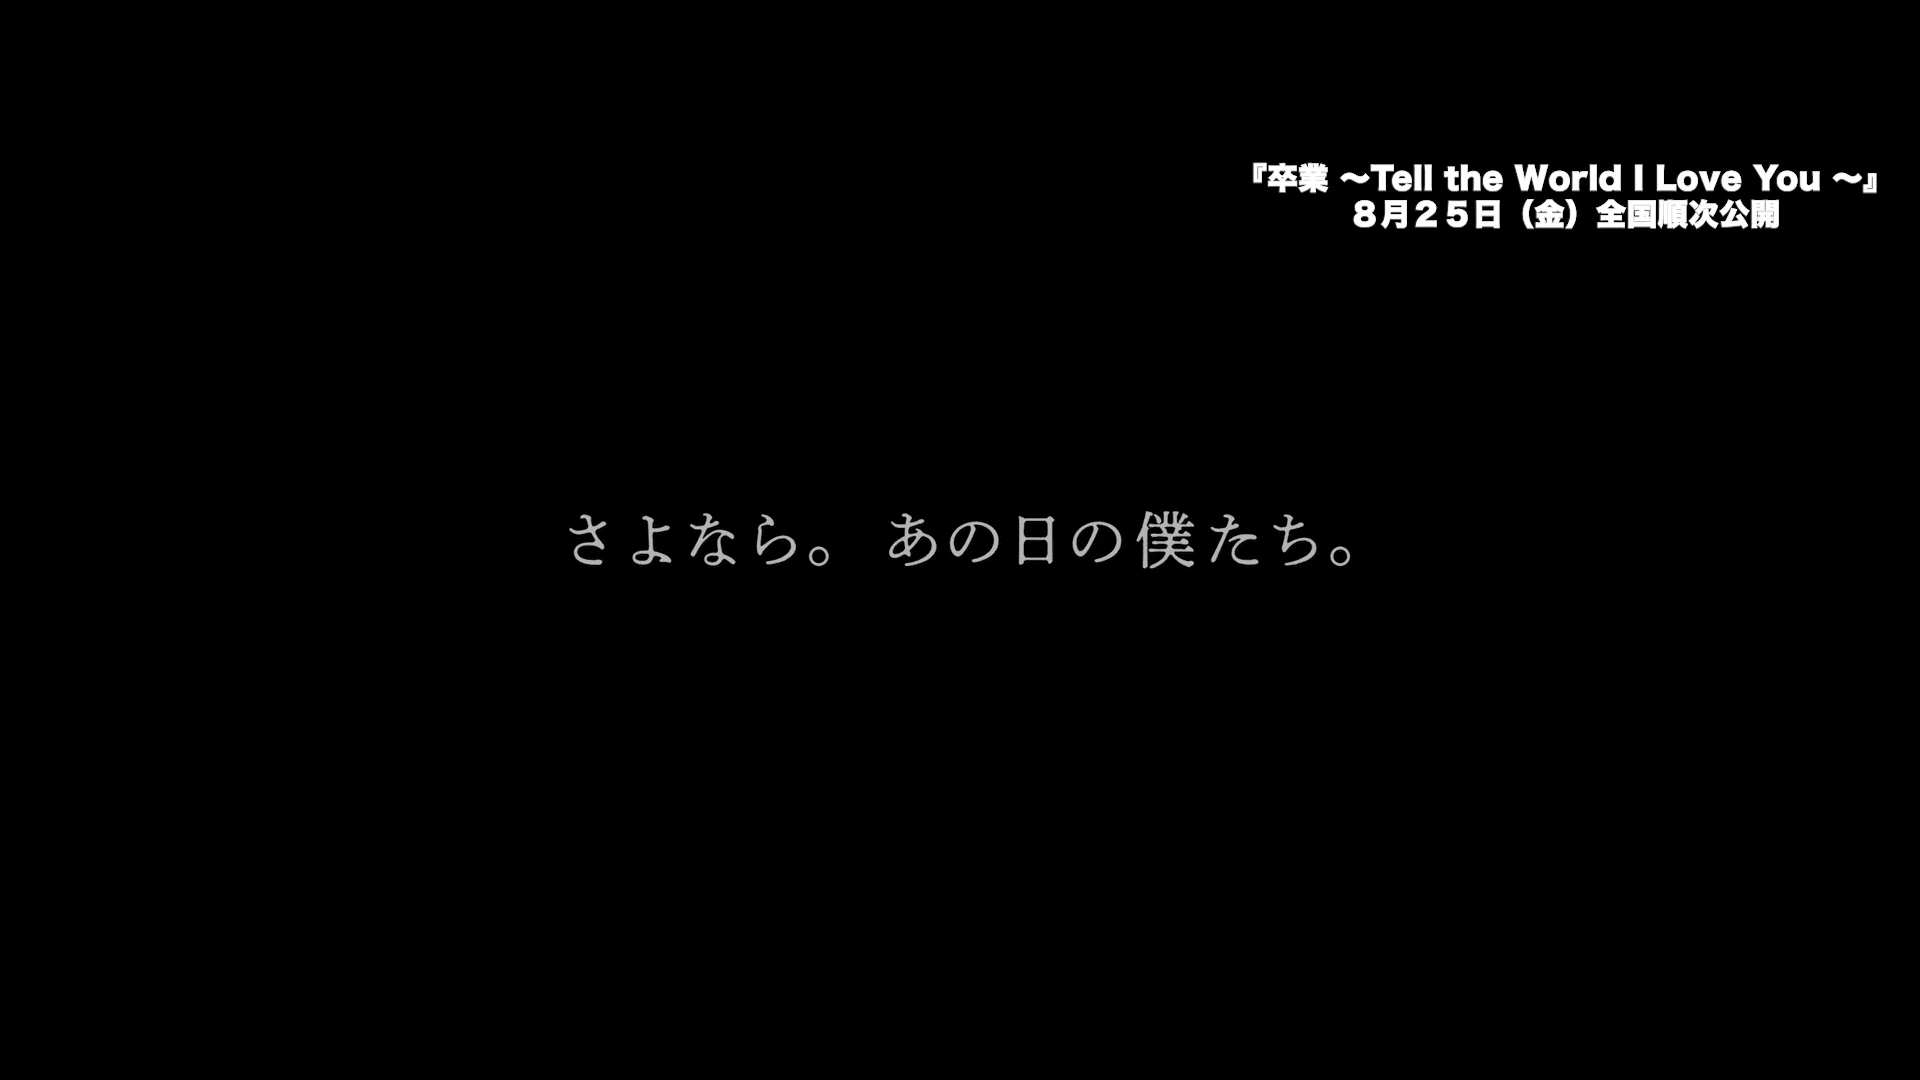 『卒業 ～Tell the World I Love You ～』
８月２５日（金）全国順次公開
さよなら。 あの日の僕たち。